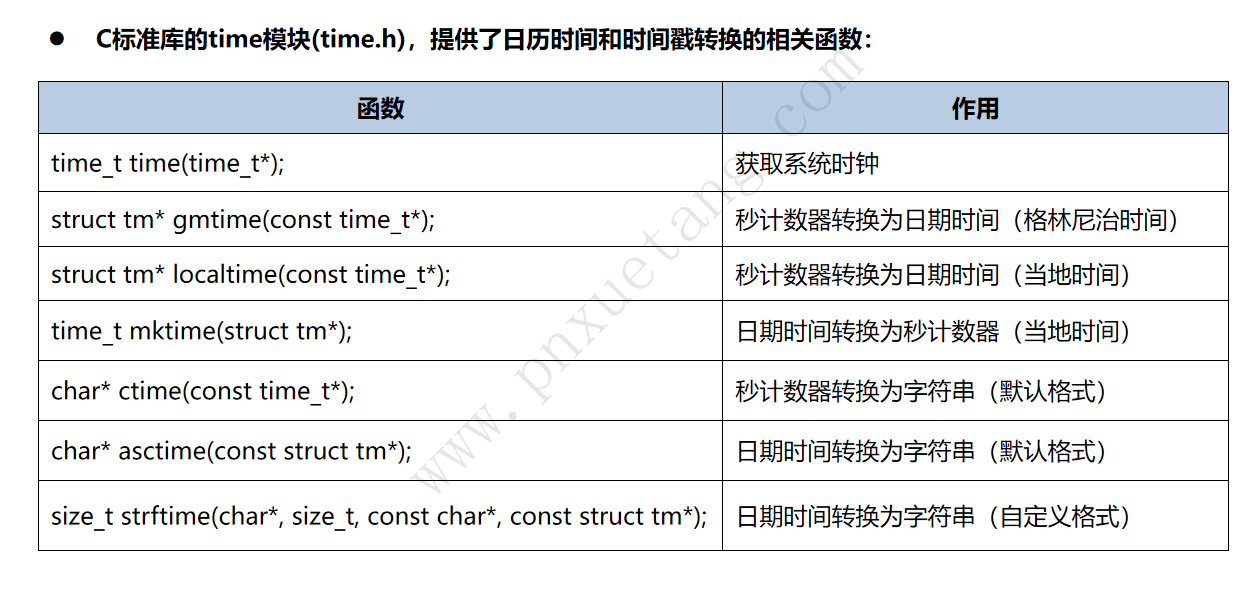 ● C标准库的time模块(time.h)，提供了日历时间和时间戳转换的相关函数：
函数 作用
time_t time(time_t*); 获取系统时钟
struct tm* gmtime(const time_t*); 秒计数器转换为日期时间（格林尼治时间）
struct tm* localtime(const time_t*); 秒计数器转换为日期时间（当地时间）
time_t mktime(struct tm*); 日期时间转换为秒计数器（当地时间）
char* ctime(const time_t*); 秒计数器转换为字符串（默认格式）
char* asctime(const struct tm*); 日期时间转换为字符串（默认格式）
size_t strftime(char*, size_t, const char*, const struct tm*); 日期时间转换为字符串（自定义格式）
www.pnxuetang.com